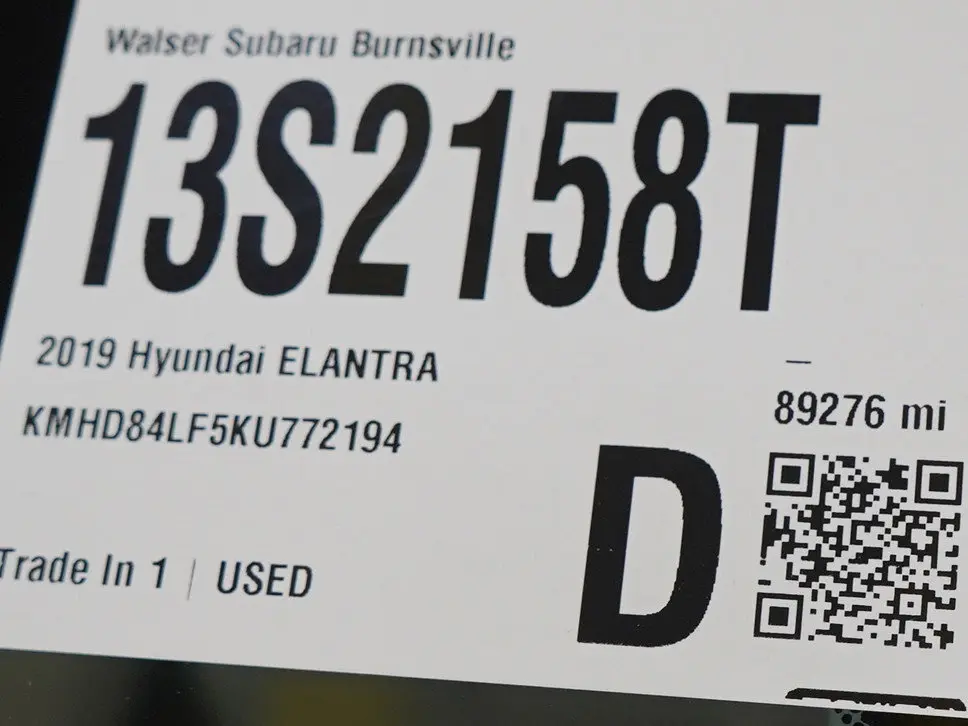 Walser Subaru Burnsville
13S2158T
2019 Hyundai ELANTRA
–
KMHD84LF5KU772194
89276 mi
D
Trade In 1 | USED